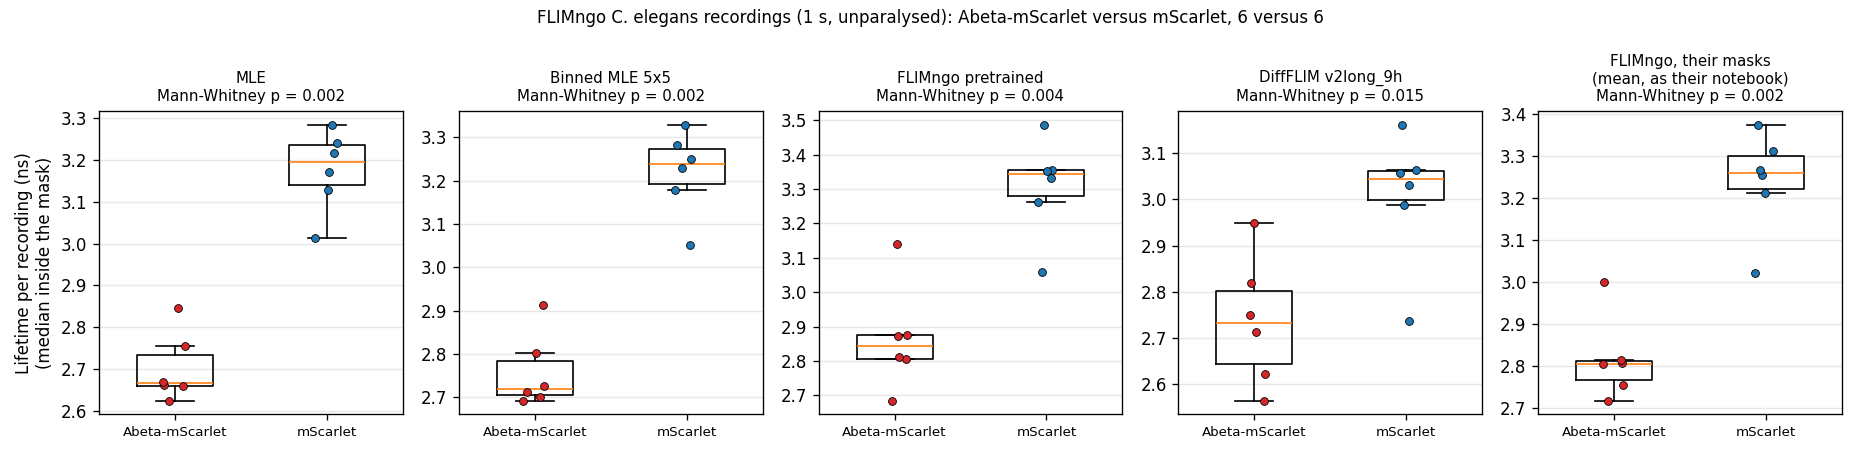 FLIMngo C. elegans recordings (1 s, unparalysed): Abeta-mScarlet versus mScarlet, 6 versus 6
Lifetime per recording (ns)
(median inside the mask)
MLE
Mann-Whitney p = 0.002
3.3
3.2
3.1
3.0
2.9
2.8
2.7
2.6
Abeta-mScarlet
mScarlet
Binned MLE 5x5
Mann-Whitney p = 0.002
3.3
3.2
3.1
3.0
2.9
2.8
2.7
Abeta-mScarlet
mScarlet
FLIMngo pretrained
Mann-Whitney p = 0.004
3.5
3.4
3.3
3.2
3.1
3.0
2.9
2.8
2.7
Abeta-mScarlet
mScarlet
DiffFLIM v2long_9h
Mann-Whitney p = 0.015
3.1
3.0
2.9
2.8
2.7
2.6
Abeta-mScarlet
mScarlet
FLIMngo, their masks
(mean, as their notebook)
Mann-Whitney p = 0.002
3.4
3.3
3.2
3.1
3.0
2.9
2.8
2.7
Abeta-mScarlet
mScarlet